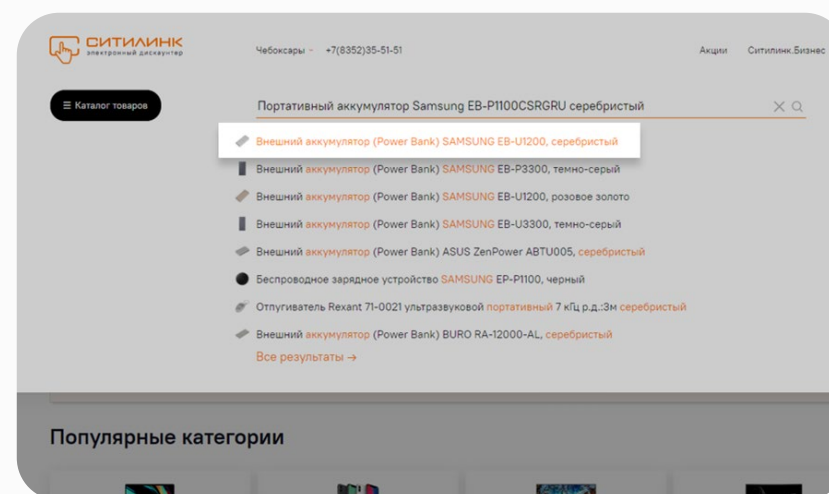 СИТИЛИНК
электронный дискаунтер
Чебоксары +7(8352)35-51-51
Акции Ситилинк.Бизнес
Каталог товаров
Портативный аккумулятор Samsung EB-P1100CSRGRU серебристый
Внешний аккумулятор (Power Bank) SAMSUNG EB-U1200, серебристый
Внешний аккумулятор (Power Bank) SAMSUNG EB-P3300, темно-серый
Внешний аккумулятор (Power Bank) SAMSUNG EB-U1200, розовое золото
Внешний аккумулятор (Power Bank) SAMSUNG EB-U3300, темно-серый
Внешний аккумулятор (Power Bank) ASUS ZenPower ABTU005, серебристый
Беспроводное зарядное устройство SAMSUNG EP-P1100, черный
Отпугиватель Rexant 71-0021 ультразвуковой портативный 7 кГц р.д.:3м серебристый
Внешний аккумулятор (Power Bank) BURO RA-12000-AL, серебристый
Все результаты →
Популярные категории